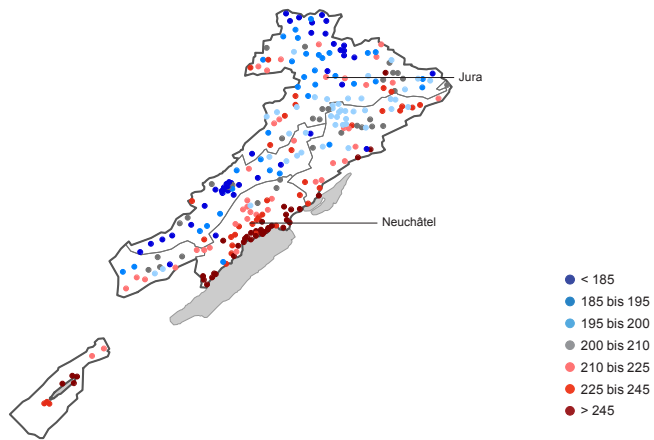 Jura
Neuchâtel
< 185
185 bis 195
195 bis 200
200 bis 210
210 bis 225
225 bis 245
> 245